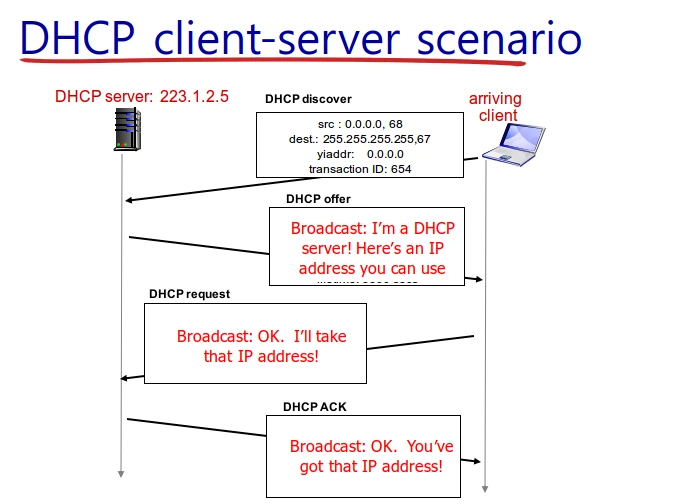 DHCP client-server scenario
DHCP server: 223.1.2.5
DHCP discover
arriving
client
src : 0.0.0.0, 68
dest.: 255.255.255.255,67
yiaddr: 0.0.0.0
transaction ID: 654
DHCP offer
Broadcast: I’m a DHCP
server! Here’s an IP
address you can use
DHCP request
Broadcast: OK. I’ll take
that IP address!
DHCP ACK
Broadcast: OK. You’ve
got that IP address!